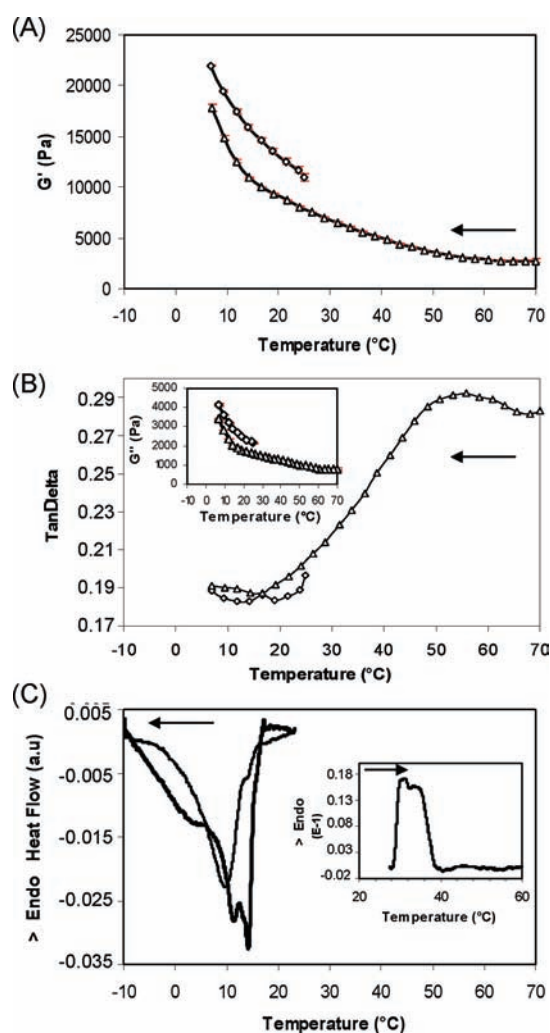 (A)
25000
20000
15000
10000
5000
0
G' (Pa)
-10 0 10 20 30 40 50 60 70
Temperature (°C)
(B)
0.29
0.27
0.25
0.23
0.21
0.19
0.17
TanDelta
5000
4000
3000
2000
1000
0
G'' (Pa)
-10 0 10 20 30 40 50 60 70
Temperature (°C)
-10 0 10 20 30 40 50 60 70
Temperature (°C)
(C)
0.005
-0.005
-0.015
-0.025
-0.035
> Endo Heat Flow (a.u)
0.18
0.13
0.08
0.03
-0.02
> Endo
(E-1)
20 40 60
Temperature (°C)
-10 0 10 20 30 40 50 60 70
Temperature (°C)